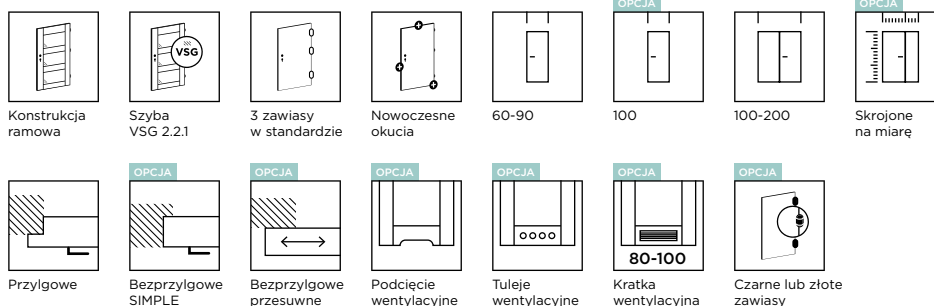 OPCJA
OPCJA
VSG
Konstrukcja
ramowa
Szyba
VSG 2.2.1
3 zawiasy
w standardzie
Nowoczesne
okucia
60-90
100
100-200
Skrojone
na miarę
OPCJA
OPCJA
OPCJA
OPCJA
OPCJA
OPCJA
80-100
Przylgowe
Bezprzylgowe
SIMPLE
Bezprzylgowe
przesuwne
Podcięcie
wentylacyjne
Tuleje
wentylacyjne
Kratka
wentylacyjna
Czarne lub złote
zawiasy